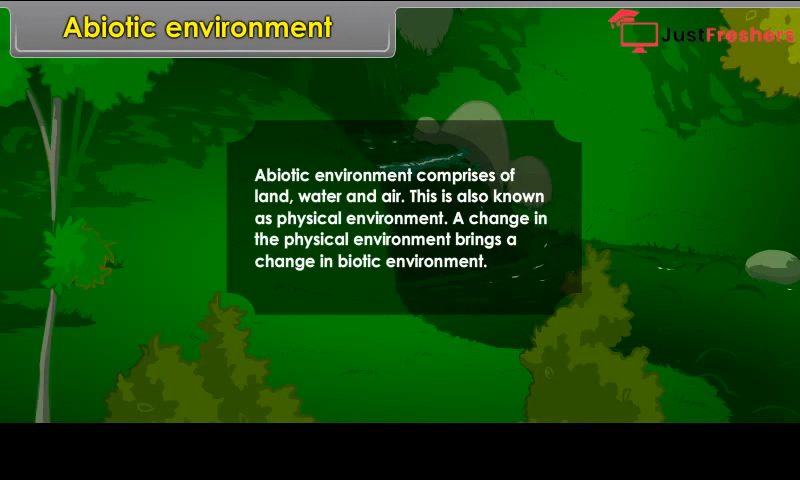 Abiotic environment
JustFreshers
Abiotic environment comprises of
land, water and air. This is also known
as physical environment. A change in
the physical environment brings a
change in biotic environment.